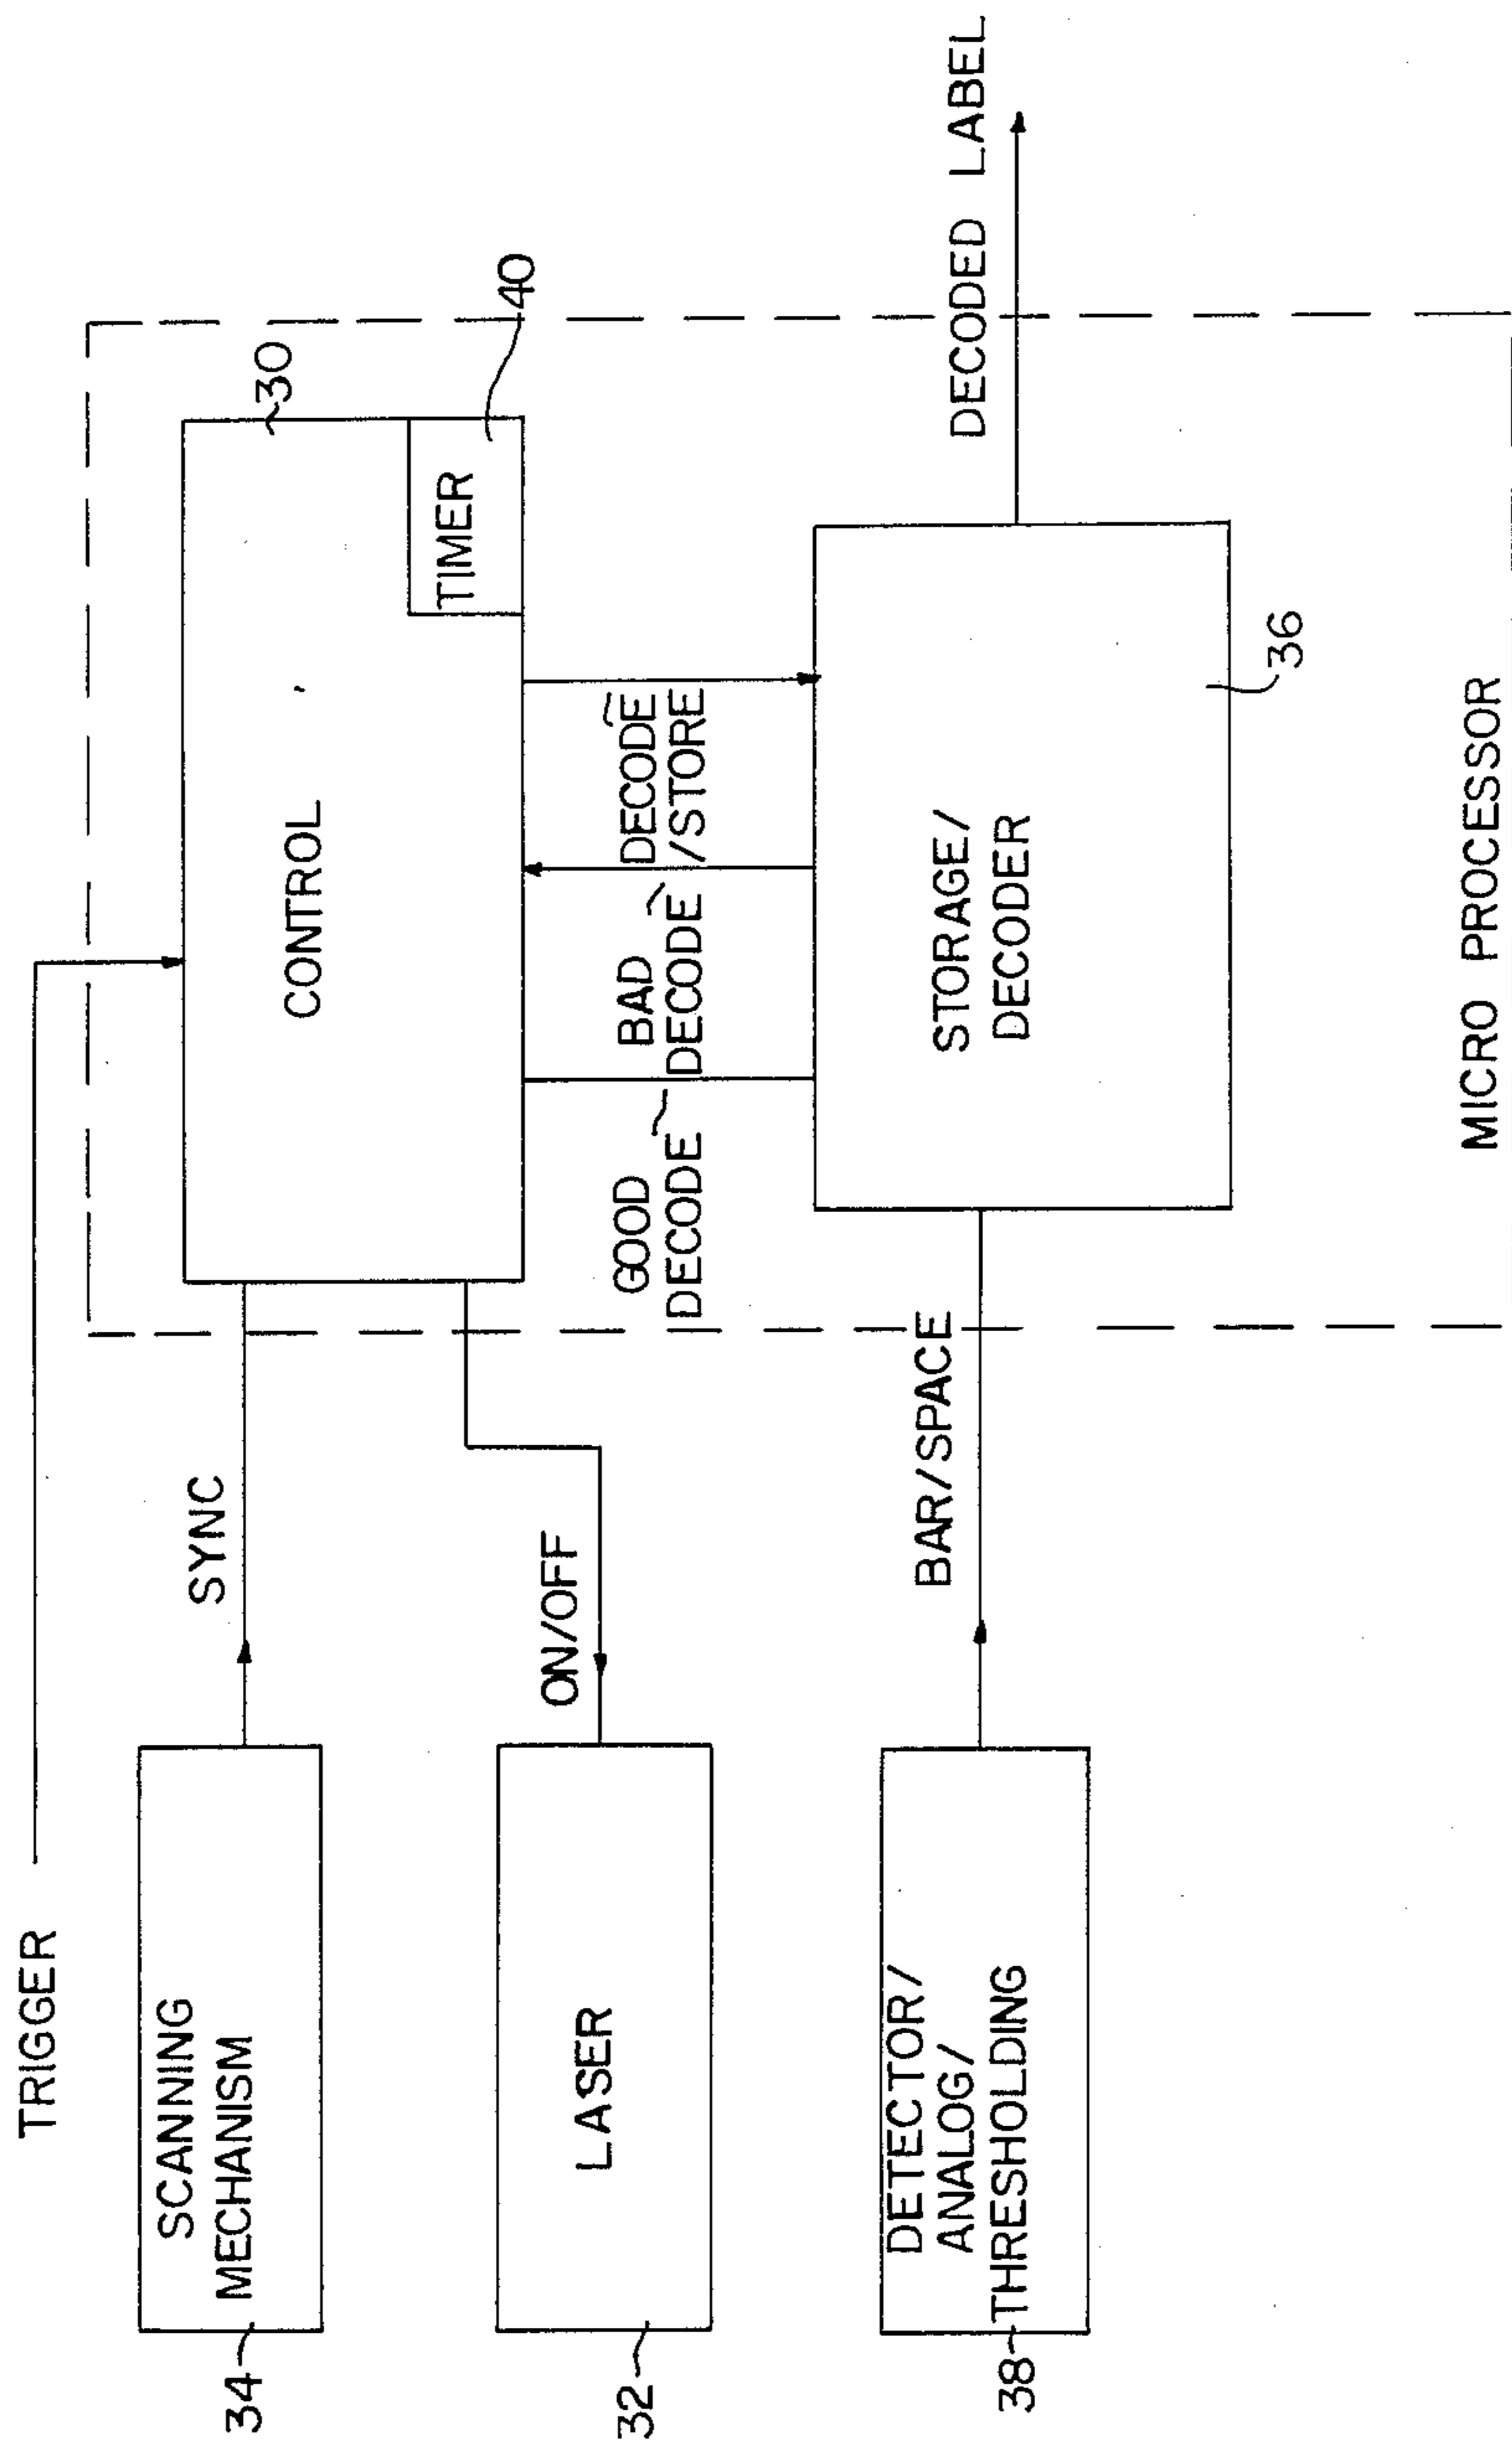 TRIGGER
SCANNING
MECHANISM
34
SYNC
CONTROL
30
TIMER
40
LASER
32
ON/OFF
GOOD
DECODE
BAD
DECODE
DECODE
/STORE
DETECTOR/
ANALOG/
THRESHOLDING
38
BAR/SPACE
STORAGE/
DECODER
36
DECODED LABEL
MICRO PROCESSOR